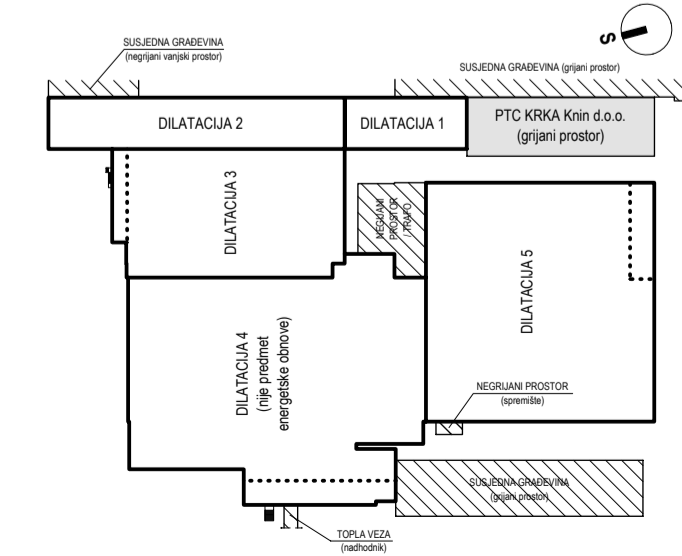 S
SUSJEDNA GRAĐEVINA
(negrijani vanjski prostor)
SUSJEDNA GRAĐEVINA (grijani prostor)
DILATACIJA 2
DILATACIJA 1
PTC KRKA Knin d.o.o.
(grijani prostor)
DILATACIJA 3
NEGIJANI
PROSTOR
/ TRAFO
DILATACIJA 5
DILATACIJA 4
(nije predmet
energetske obnove)
NEGRIJANI PROSTOR
(spremište)
SUSJEDNA GRAĐEVINA
(grijani prostor)
TOPLA VEZA
(nadhodnik)